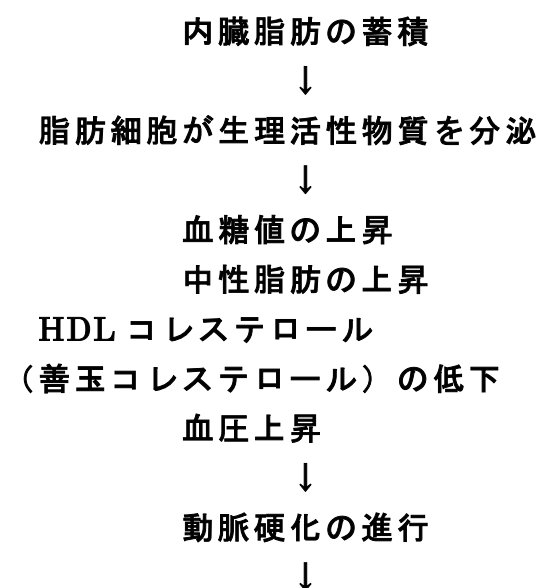 内臓脂肪の蓄積
↓
脂肪細胞が生理活性物質を分泌
↓
血糖値の上昇
中性脂肪の上昇
HDLコレステロール
（善玉コレステロール）の低下
血圧上昇
↓
動脈硬化の進行
↓